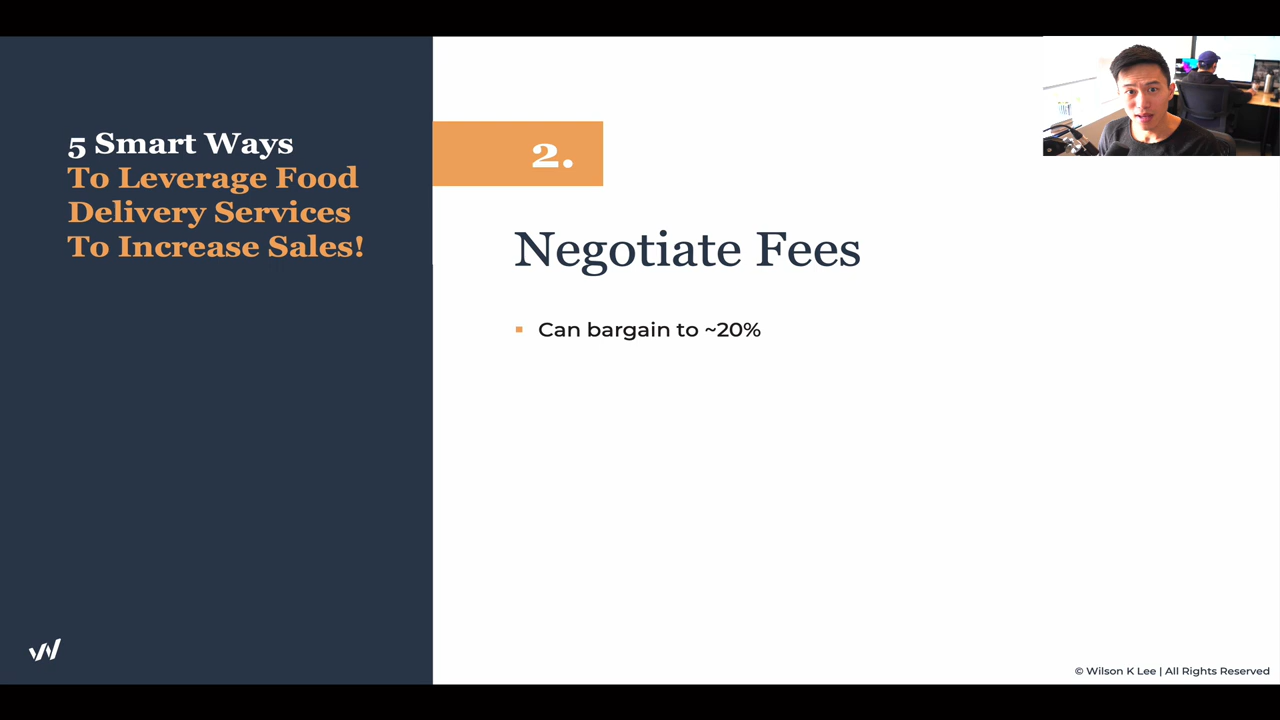 5 Smart Ways
To Leverage Food
Delivery Services
To Increase Sales!
2.
Negotiate Fees
Can bargain to ~20%
© Wilson K Lee | All Rights Reserved